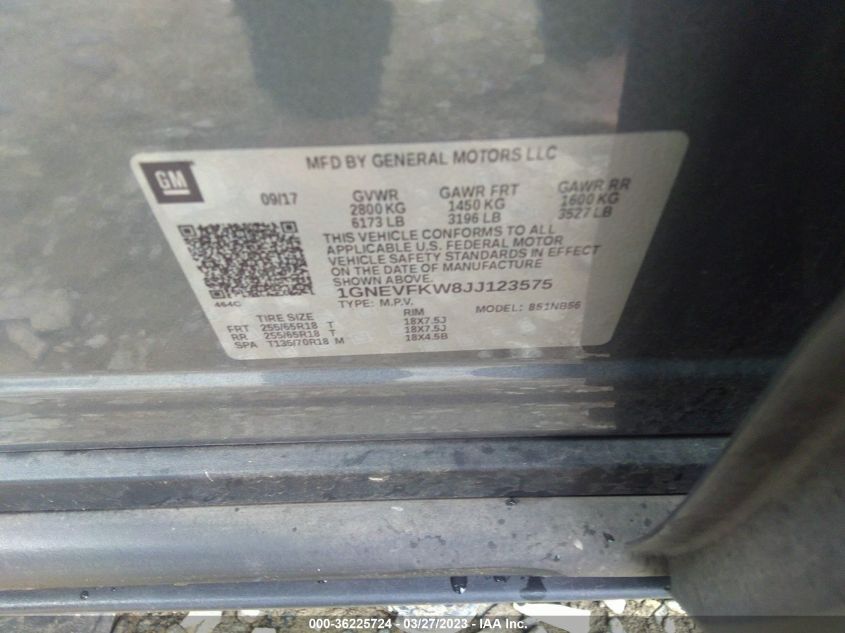 GM
MFD BY GENERAL MOTORS LLC
09/17
GVWR
2800 KG
6173 LB
GAWR FRT
1450 KG
3196 LB
GAWR RR
1600 KG
3527 LB
THIS VEHICLE CONFORMS TO ALL
APPLICABLE U.S. FEDERAL MOTOR
VEHICLE SAFETY STANDARDS IN EFFECT
ON THE DATE OF MANUFACTURE
SHOWN ABOVE.
1GNEVFKW8JJ123575
464C
TYPE: M.P.V. MODEL: BS1NB56
TIRE SIZE RIM
FRT 255/65R18 T 18X7.5J
RR 255/65R18 T 18X7.5J
SPA T135/70R18 M 18X4.5B
000-36225724 - 03/27/2023 - IAA Inc.